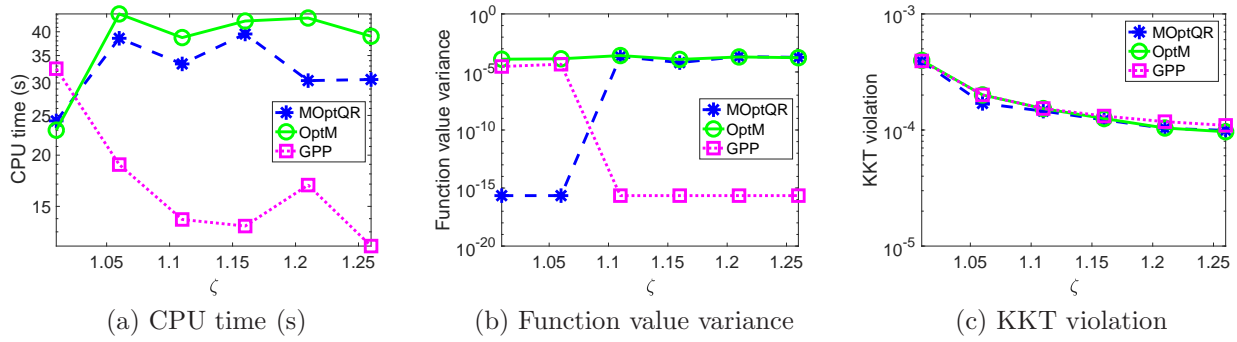 CPU time (s)
40
35
30
25
20
15
1.05
1.1
1.15
1.2
1.25
ζ
MOptQR
OptM
GPP
(a) CPU time (s)
Function value variance
10^0
10^-5
10^-10
10^-15
10^-20
1.05
1.1
1.15
1.2
1.25
ζ
MOptQR
OptM
GPP
(b) Function value variance
KKT violation
10^-3
10^-4
10^-5
1.05
1.1
1.15
1.2
1.25
ζ
MOptQR
OptM
GPP
(c) KKT violation